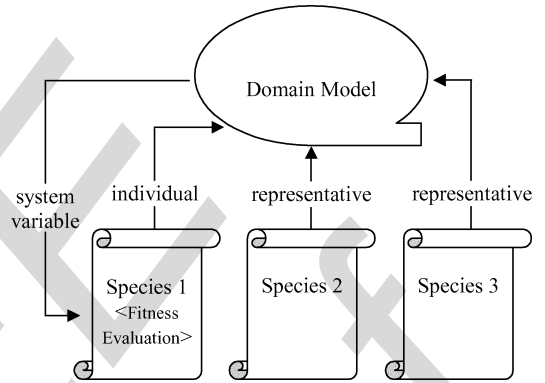 Domain Model
system
variable
individual
representative
representative
Species 1
<Fitness
Evaluation>
Species 2
Species 3